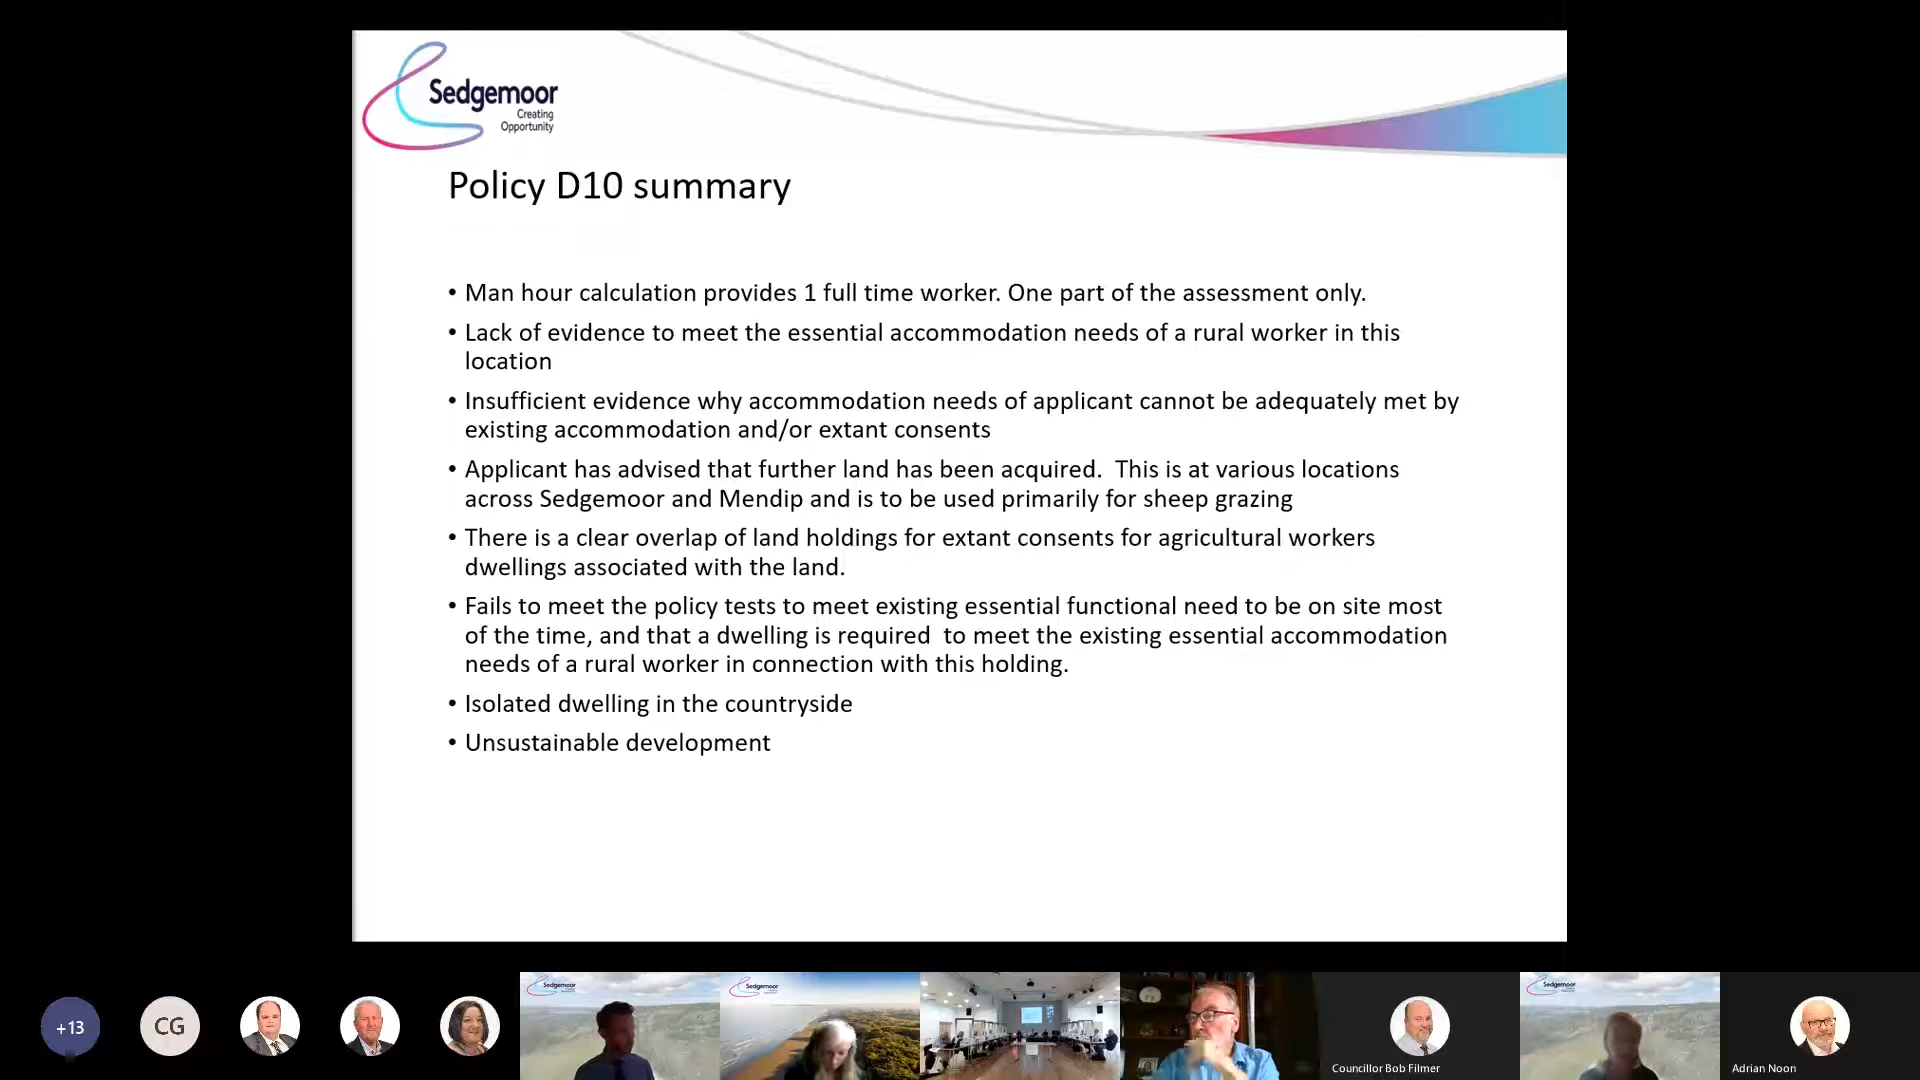 Sedgemoor
Creating
Opportunity
Policy D10 summary
• Man hour calculation provides 1 full time worker. One part of the assessment only.
• Lack of evidence to meet the essential accommodation needs of a rural worker in this
location
• Insufficient evidence why accommodation needs of applicant cannot be adequately met by
existing accommodation and/or extant consents
• Applicant has advised that further land has been acquired.  This is at various locations
across Sedgemoor and Mendip and is to be used primarily for sheep grazing
• There is a clear overlap of land holdings for extant consents for agricultural workers
dwellings associated with the land.
• Fails to meet the policy tests to meet existing essential functional need to be on site most
of the time, and that a dwelling is required  to meet the existing essential accommodation
needs of a rural worker in connection with this holding.
• Isolated dwelling in the countryside
• Unsustainable development
+13
CG
Sedgemoor
Sedgemoor
Councillor Bob Filmer
Sedgemoor
Adrian Noon